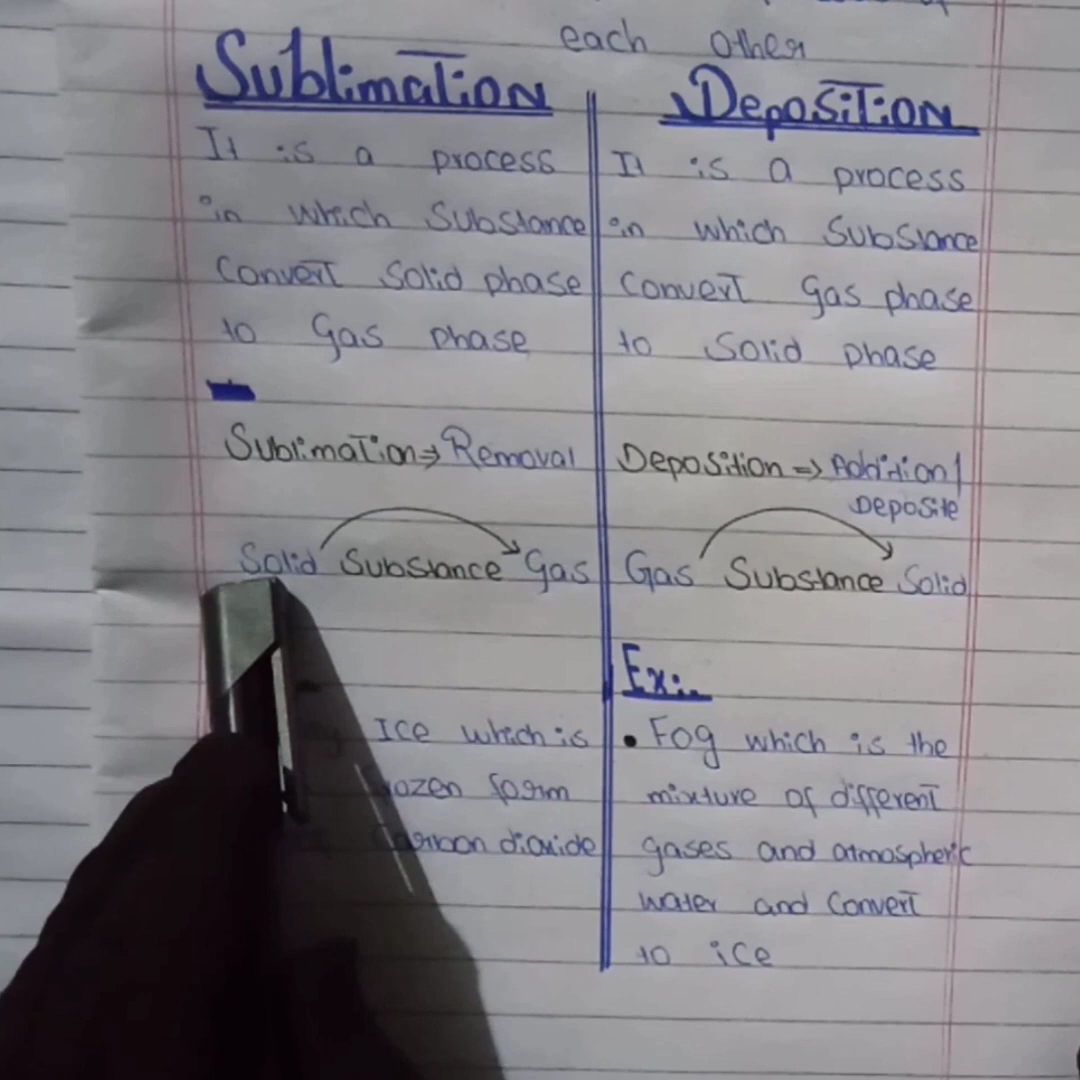 each other
Sublimation
It is a process
in which Substance
Convert Solid phase
to Gas phase
Sublimation => Removal
Solid Substance Gas
ICe which is
rozen form
Carbon dioxide
Deposition
It is a process
in which Substance
Convert Gas phase
to Solid phase
Deposition => Addition/
Deposite
Gas Substance Solid
Ex:-
• Fog which is the
mixture of different
gases and atmospheric
water and Convert
to ice